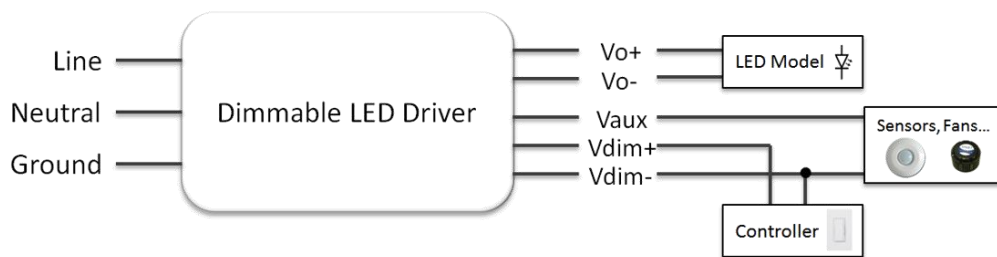 Line
Neutral
Ground
Dimmable LED Driver
Vo+
Vo-
Vaux
Vdim+
Vdim-
LED Model
Sensors, Fans...
Controller